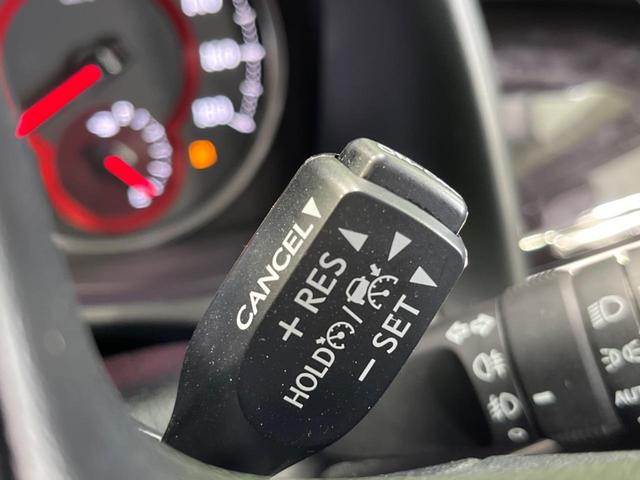 CANCEL
+ RES
HOLD /
- SET
AUTO